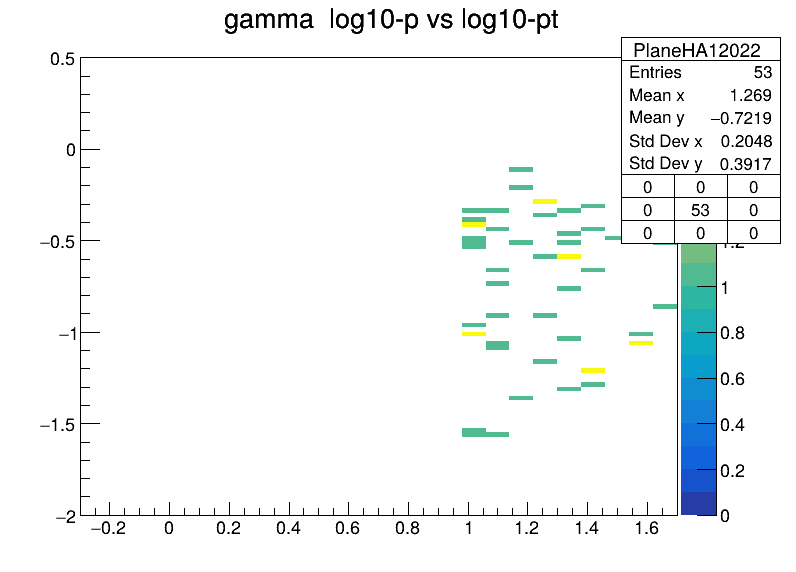 gamma  log10-p vs log10-pt
PlaneHA12022
Entries 53
Mean x 1.269
Mean y −0.7219
Std Dev x 0.2048
Std Dev y 0.3917
0 0 0
0 53 0
0 0 0
0.5
0
−0.5
−1
−1.5
−2
−0.2 0 0.2 0.4 0.6 0.8 1 1.2 1.4 1.6
1.2
1
0.8
0.6
0.4
0.2
0